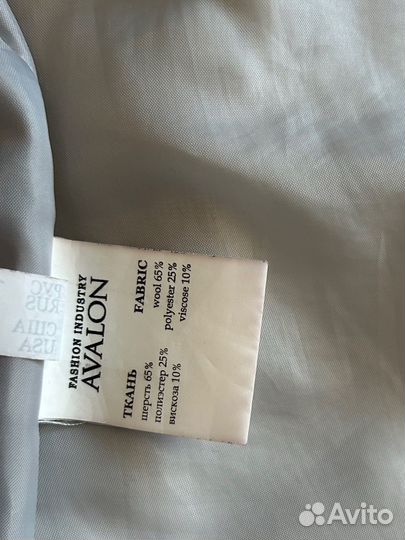 FASHION INDUSTRY
AVALON
ТКАНЬ
шерсть 65%
полиэстер 25%
вискоза 10%
FABRIC
wool 65%
polyester 25%
viscose 10%
РУС
RUS
США
USA
Avito